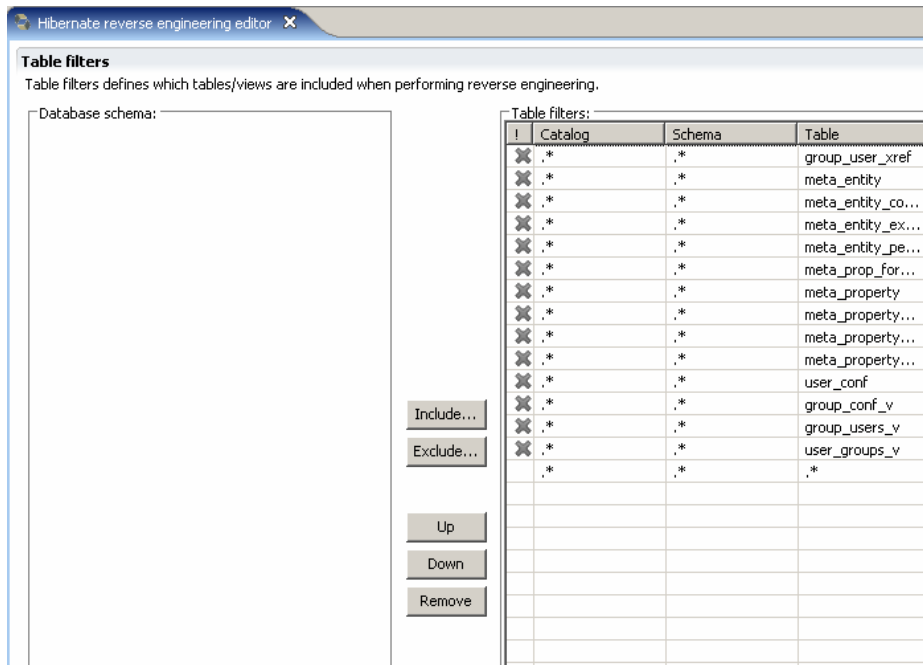 Hibernate reverse engineering editor
Table filters
Table filters defines which tables/views are included when performing reverse engineering.
Database schema:
Table filters:
! Catalog Schema Table
.* .* group_user_xref
.* .* meta_entity
.* .* meta_entity_co...
.* .* meta_entity_ex...
.* .* meta_entity_pe...
.* .* meta_prop_for...
.* .* meta_property
.* .* meta_property...
.* .* meta_property...
.* .* meta_property...
.* .* user_conf
.* .* group_conf_v
.* .* group_users_v
.* .* user_groups_v
.* .* .*
Include...
Exclude...
Up
Down
Remove